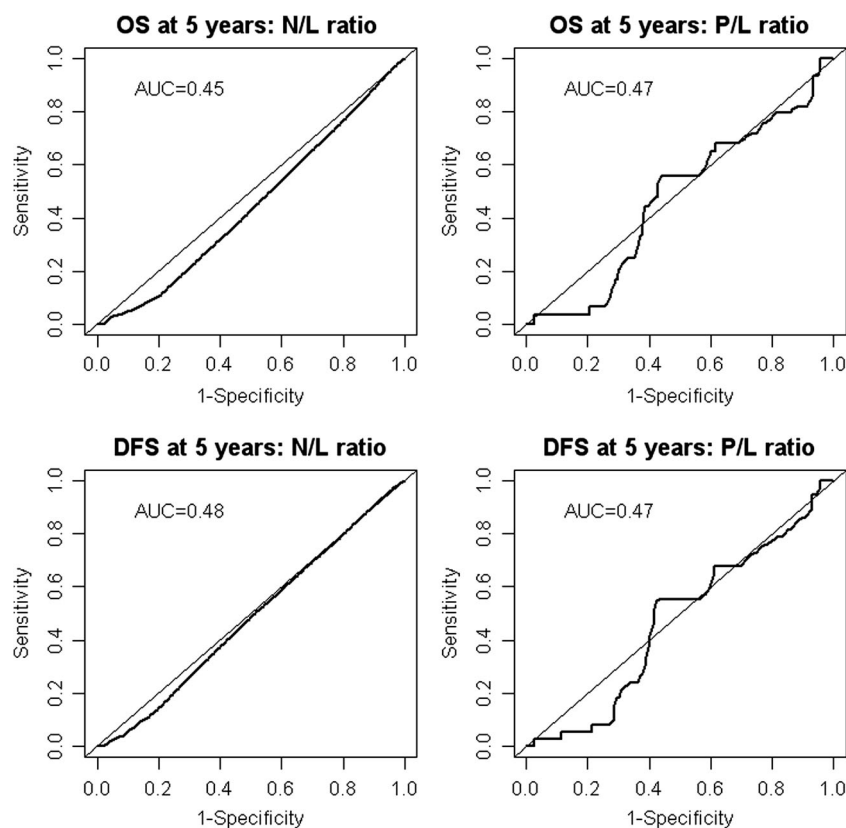 OS at 5 years: N/L ratio
AUC=0.45
Sensitivity
0.0 0.2 0.4 0.6 0.8 1.0
0.0 0.2 0.4 0.6 0.8 1.0
1-Specificity
OS at 5 years: P/L ratio
AUC=0.47
Sensitivity
0.0 0.2 0.4 0.6 0.8 1.0
0.0 0.2 0.4 0.6 0.8 1.0
1-Specificity
DFS at 5 years: N/L ratio
AUC=0.48
Sensitivity
0.0 0.2 0.4 0.6 0.8 1.0
0.0 0.2 0.4 0.6 0.8 1.0
1-Specificity
DFS at 5 years: P/L ratio
AUC=0.47
Sensitivity
0.0 0.2 0.4 0.6 0.8 1.0
0.0 0.2 0.4 0.6 0.8 1.0
1-Specificity